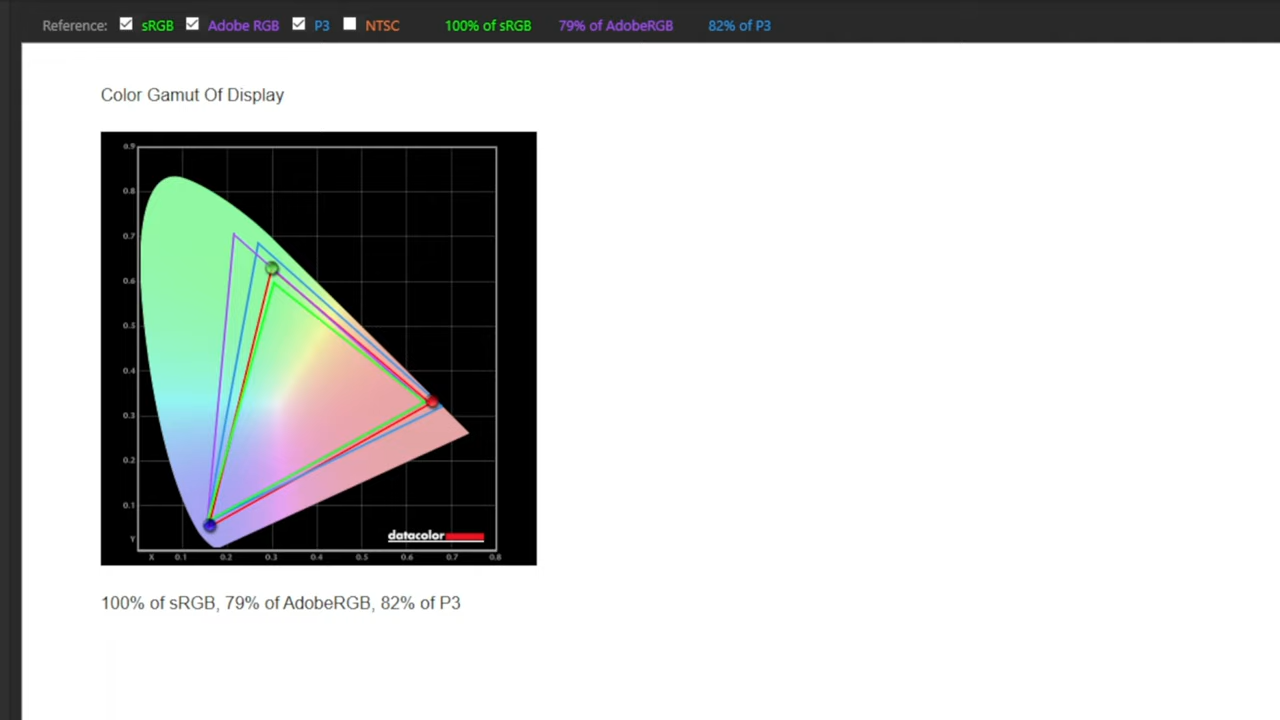 Reference: sRGB Adobe RGB P3 NTSC 100% of sRGB 79% of AdobeRGB 82% of P3
Color Gamut Of Display
0.9
0.8
0.7
0.6
0.5
0.4
0.3
0.2
0.1
Y
datacolor
X 0.1 0.2 0.3 0.4 0.5 0.6 0.7 0.8
100% of sRGB, 79% of AdobeRGB, 82% of P3